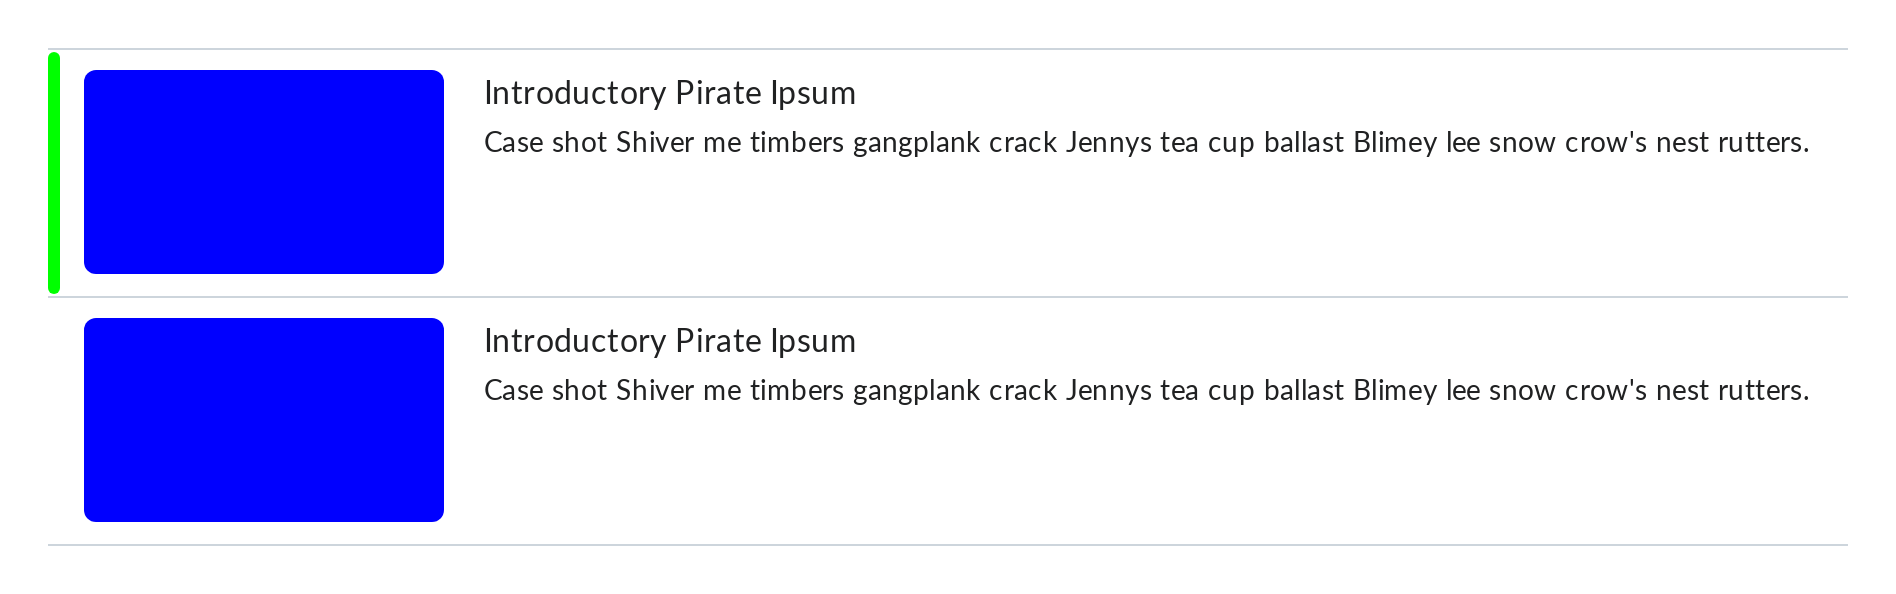 Introductory Pirate Ipsum
Case shot Shiver me timbers gangplank crack Jennys tea cup ballast Blimey lee snow crow's nest rutters.
Introductory Pirate Ipsum
Case shot Shiver me timbers gangplank crack Jennys tea cup ballast Blimey lee snow crow's nest rutters.